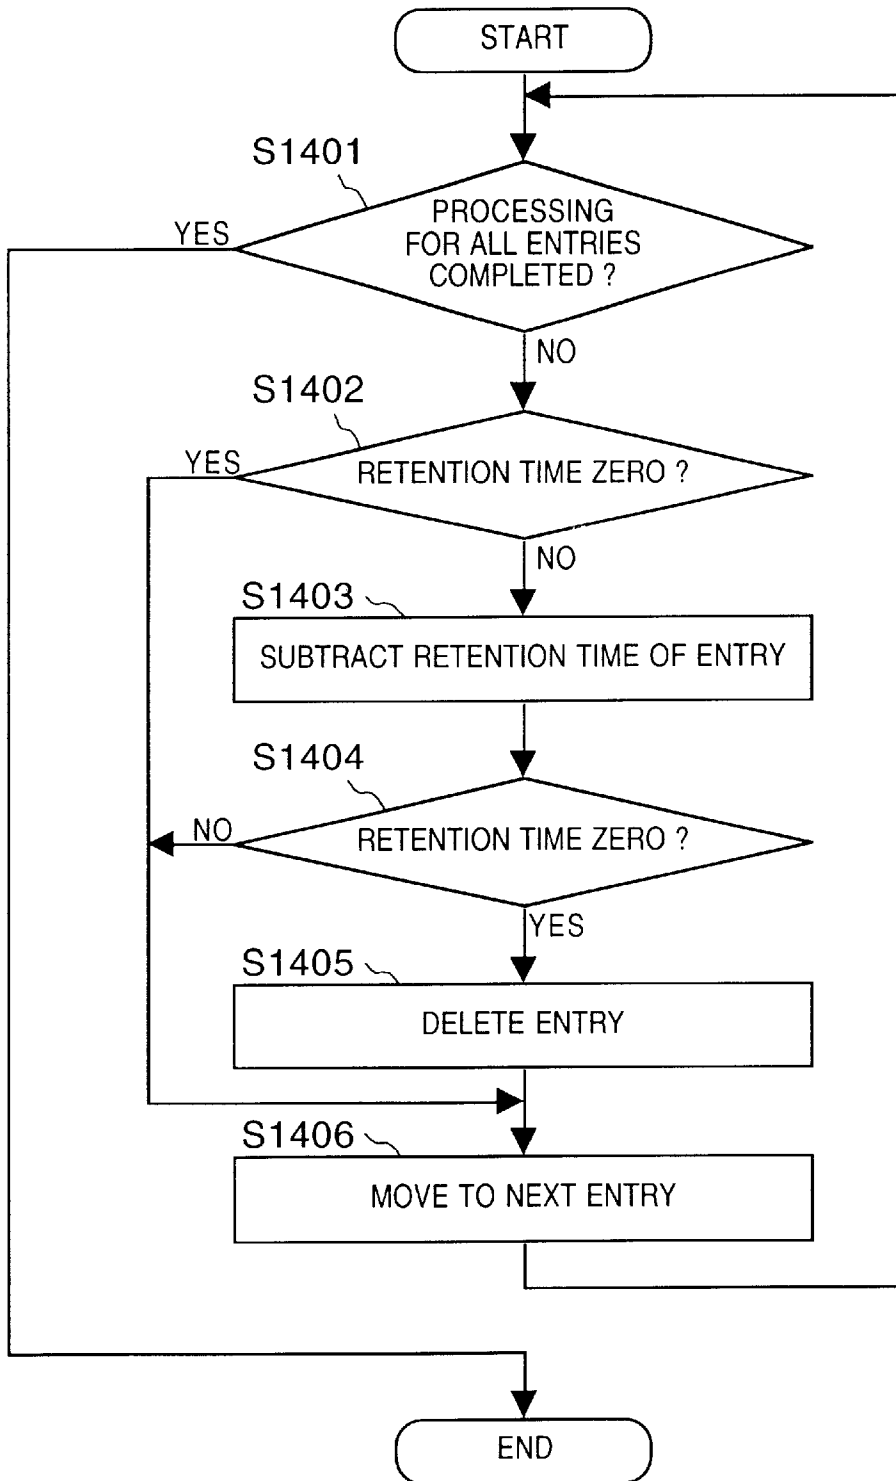 START
S1401
PROCESSING
FOR ALL ENTRIES
COMPLETED ?
YES
NO
S1402
YES
RETENTION TIME ZERO ?
NO
S1403
SUBTRACT RETENTION TIME OF ENTRY
S1404
NO
RETENTION TIME ZERO ?
YES
S1405
DELETE ENTRY
S1406
MOVE TO NEXT ENTRY
END